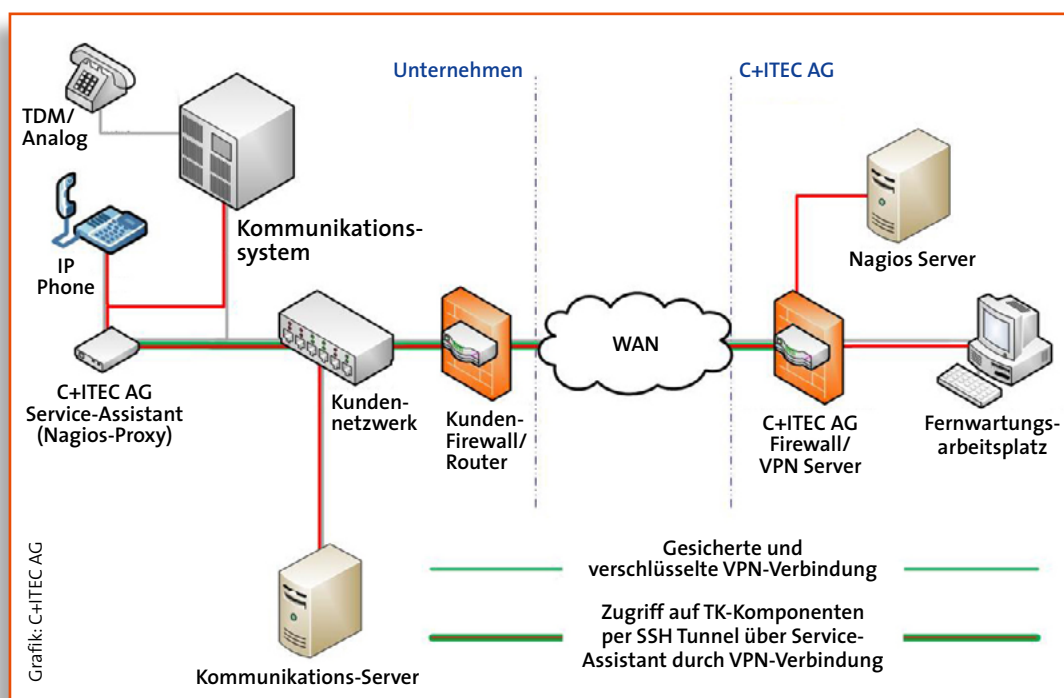 Unternehmen
C+ITEC AG
TDM/
Analog
Kommunikations-
system
IP
Phone
Nagios Server
WAN
C+ITEC AG
Service-Assistant
(Nagios-Proxy)
Kunden-
netzwerk
Kunden-
Firewall/
Router
C+ITEC AG
Firewall/
VPN Server
Fernwartungs-
arbeitsplatz
Gesicherte und
verschlüsselte VPN-Verbindung
Zugriff auf TK-Komponenten
per SSH Tunnel über Service-
Assistant durch VPN-Verbindung
Kommunikations-Server
Grafik: C+ITEC AG